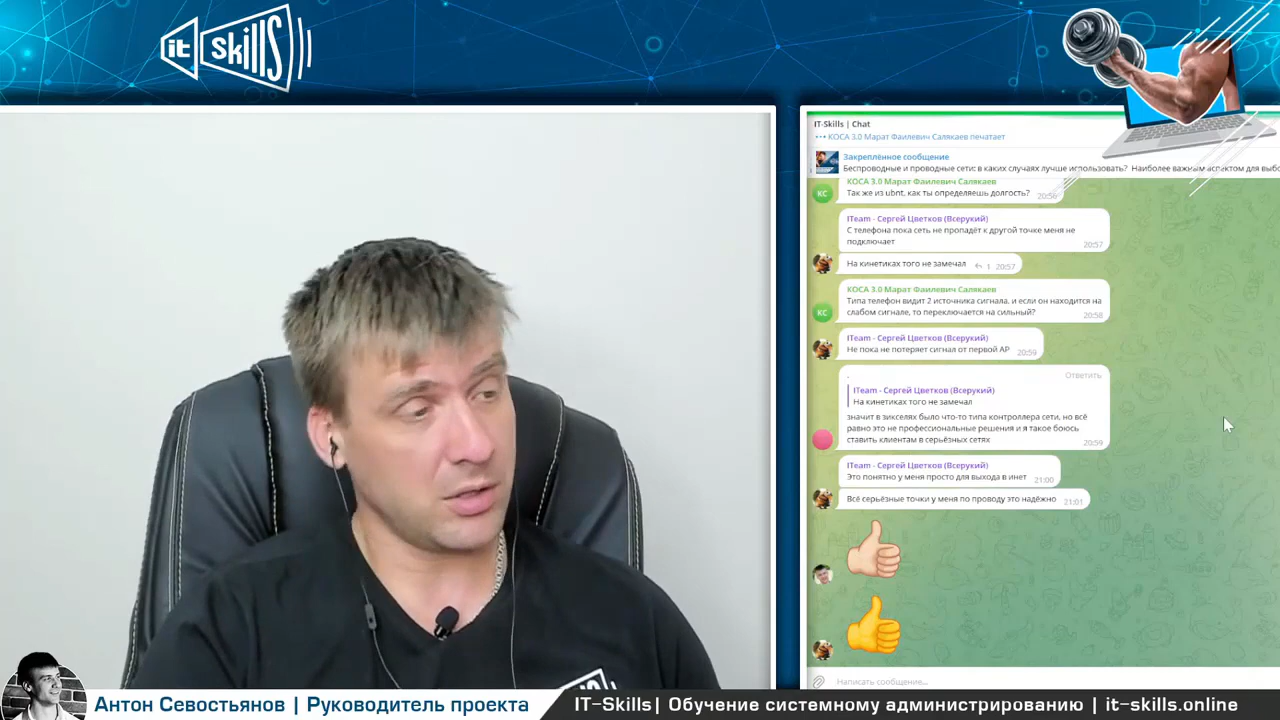 it skills
IT-Skills | Chat
КОСА 3.0 Марат Фаилевич Салякаев печатает
Закреплённое сообщение
Беспроводные и проводные сети: в каких случаях лучше использовать? Наиболее важным аспектом для выбо
КОСА 3.0 Марат Фаилевич Салякаев
Так же из ubnt, как ты определяешь долгость? 20:56
ITeam - Сергей Цветков (Всерукий)
С телефона пока сеть не пропадёт к другой точке меня не
подключает 20:57
На кинетиках того не замечал 1 20:57
КОСА 3.0 Марат Фаилевич Салякаев
Типа телефон видит 2 источника сигнала, и если он находится на
слабом сигнале, то переключается на сильный? 20:58
ITeam - Сергей Цветков (Всерукий)
Не пока не потеряет сигнал от первой AP 20:59
. Ответить
ITeam - Сергей Цветков (Всерукий)
На кинетиках того не замечал
значит в зикселях было что-то типа контроллера сети, но всё
равно это не профессиональные решения и я такое боюсь
ставить клиентам в серьёзных сетях 20:59
ITeam - Сергей Цветков (Всерукий)
Это понятно у меня просто для выхода в инет 21:00
Всё серьёзные точки у меня по проводу это надёжно 21:01
Написать сообщение...
КС
КС
Антон Севостьянов | Руководитель проекта
IT-Skills| Обучение системному администрированию | it-skills.online